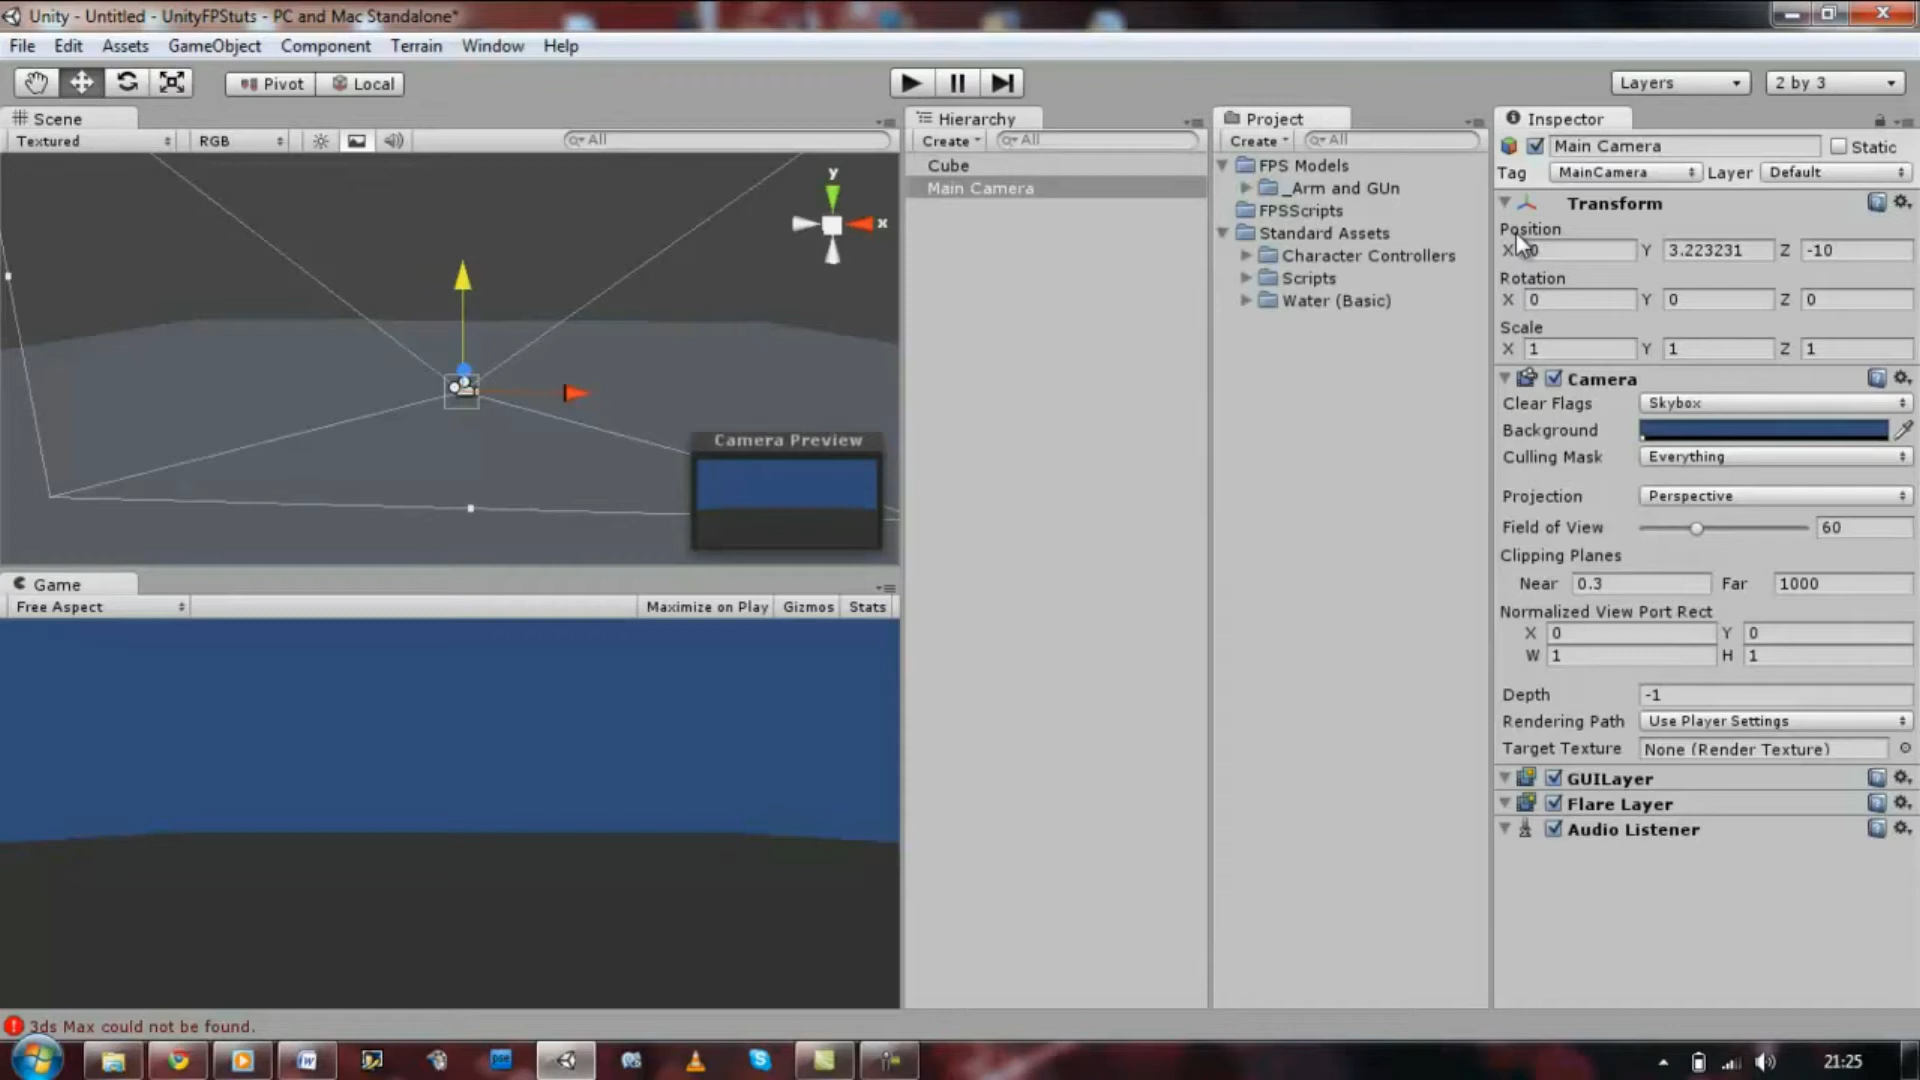 Unity - Untitled - UnityFPStuts - PC and Mac Standalone*
File Edit Assets GameObject Component Terrain Window Help
Pivot Local Layers 2 by 3
Scene
Textured RGB All
y
x
Camera Preview
Game
Free Aspect Maximize on Play Gizmos Stats
Hierarchy
Create All
Cube
Main Camera
Project
Create All
FPS Models
_Arm and GUn
FPSScripts
Standard Assets
Character Controllers
Scripts
Water (Basic)
Inspector
Main Camera Static
Tag MainCamera Layer Default
Transform
Position
X 0 Y 3.223231 Z -10
Rotation
X 0 Y 0 Z 0
Scale
X 1 Y 1 Z 1
Camera
Clear Flags Skybox
Background
Culling Mask Everything
Projection Perspective
Field of View 60
Clipping Planes
Near 0.3 Far 1000
Normalized View Port Rect
X 0 Y 0
W 1 H 1
Depth -1
Rendering Path Use Player Settings
Target Texture None (Render Texture)
GUILayer
Flare Layer
Audio Listener
3ds Max could not be found.
pse
21:25